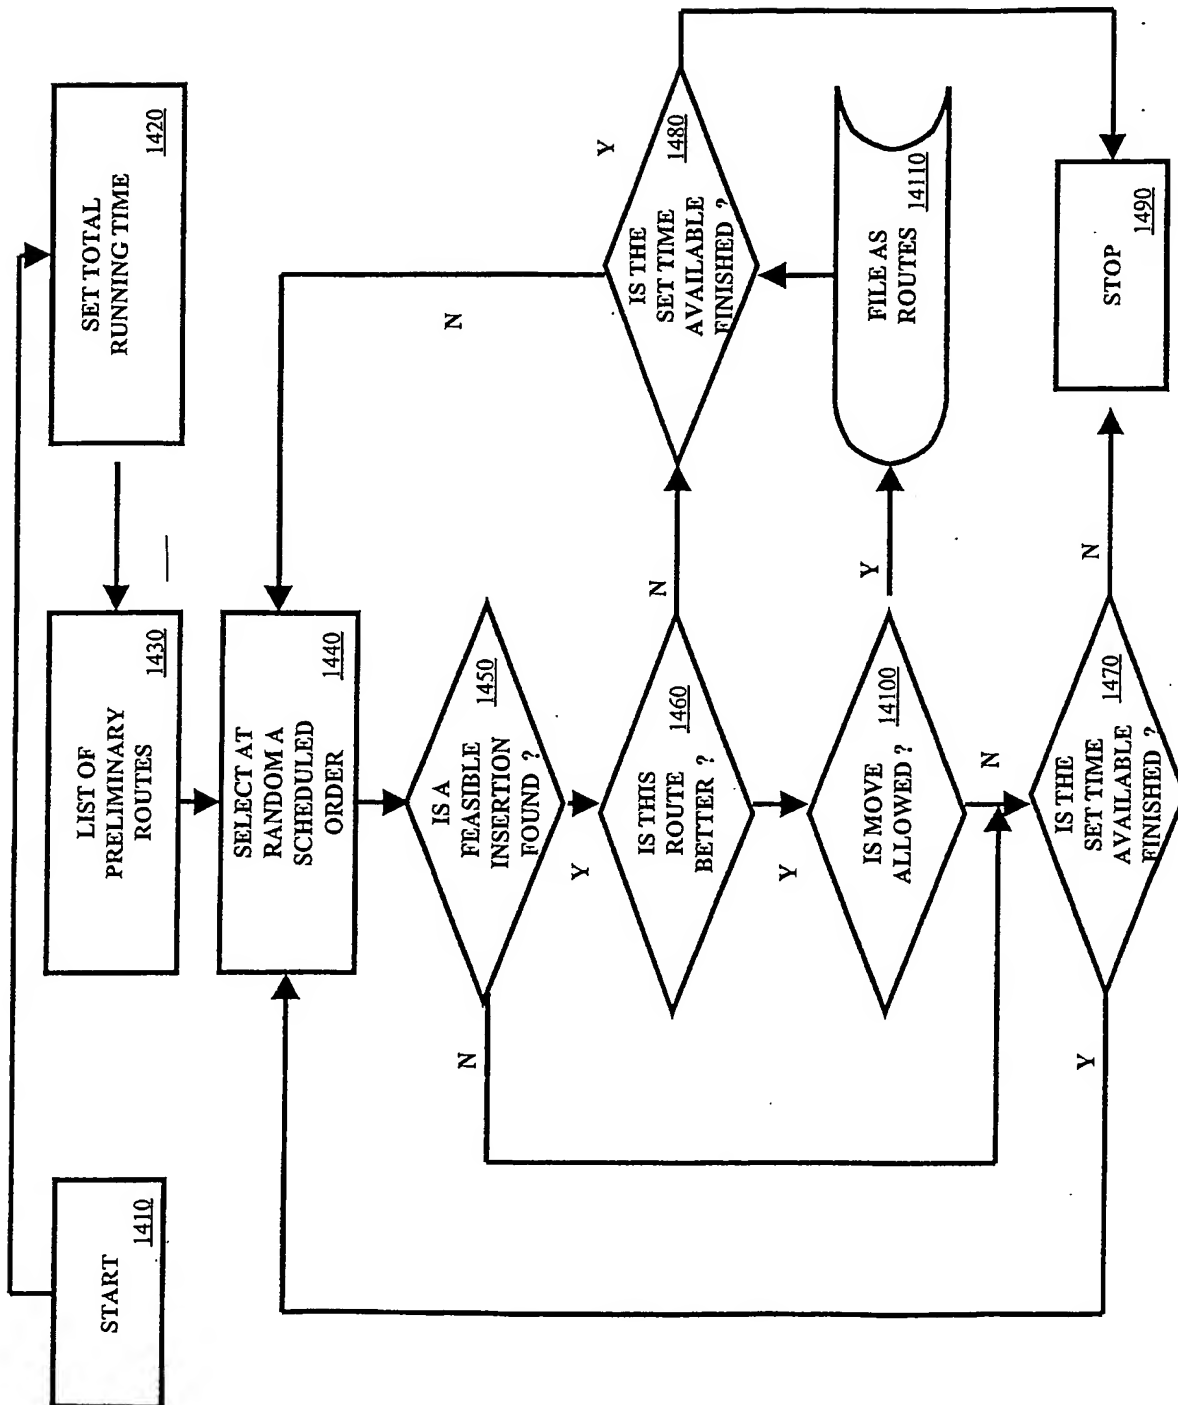 START
1410
SET TOTAL
RUNNING TIME
1420
LIST OF
PRELIMINARY
ROUTES
1430
SELECT AT
RANDOM A
SCHEDULED
ORDER
1440
IS A
FEASIBLE
INSERTION
FOUND ?
1450
N
Y
IS THIS
ROUTE
BETTER ?
1460
N
Y
IS THE
SET TIME
AVAILABLE
FINISHED ?
1480
Y
N
IS MOVE
ALLOWED ?
14100
Y
N
FILE AS
ROUTES
14110
IS THE
SET TIME
AVAILABLE
FINISHED ?
1470
Y
N
STOP
1490